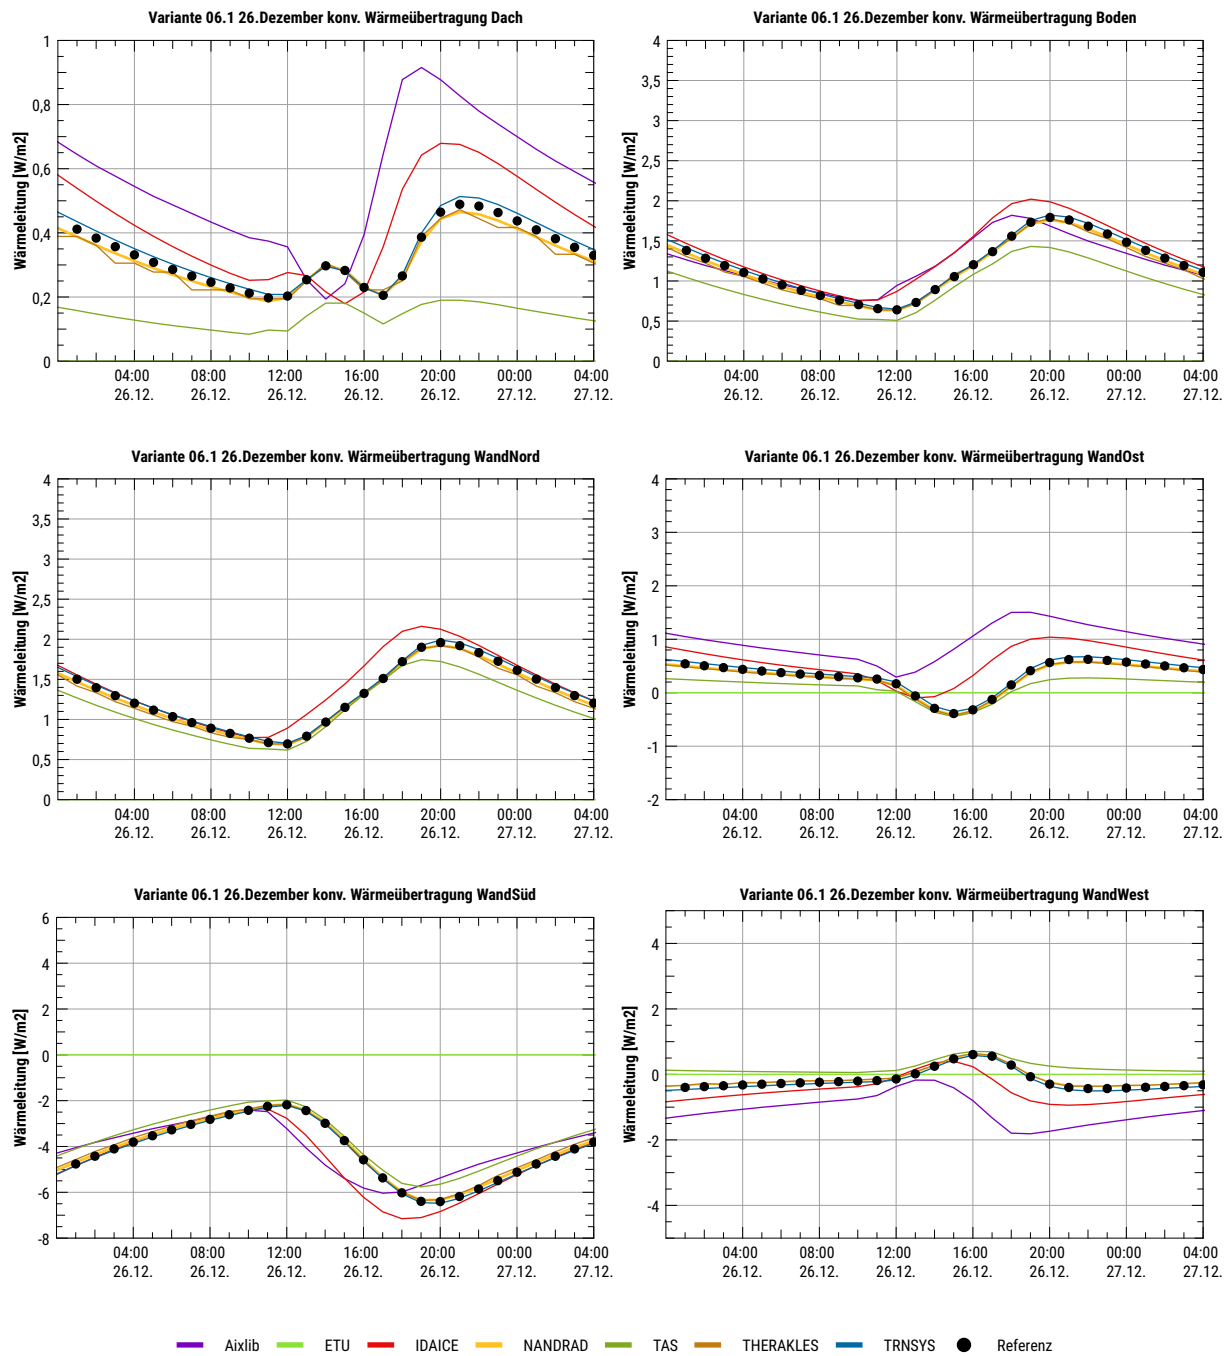 Variante 06.1 26.Dezember konv. Wärmeübertragung Dach
Wärmeleitung [W/m2]
1
0,8
0,6
0,4
0,2
0
04:00 08:00 12:00 16:00 20:00 00:00 04:00
26.12. 26.12. 26.12. 26.12. 26.12. 27.12. 27.12.
Variante 06.1 26.Dezember konv. Wärmeübertragung Boden
Wärmeleitung [W/m2]
4
3,5
3
2,5
2
1,5
1
0,5
0
04:00 08:00 12:00 16:00 20:00 00:00 04:00
26.12. 26.12. 26.12. 26.12. 26.12. 27.12. 27.12.
Variante 06.1 26.Dezember konv. Wärmeübertragung WandNord
Wärmeleitung [W/m2]
4
3,5
3
2,5
2
1,5
1
0,5
0
04:00 08:00 12:00 16:00 20:00 00:00 04:00
26.12. 26.12. 26.12. 26.12. 26.12. 27.12. 27.12.
Variante 06.1 26.Dezember konv. Wärmeübertragung WandOst
Wärmeleitung [W/m2]
4
3
2
1
0
-1
-2
04:00 08:00 12:00 16:00 20:00 00:00 04:00
26.12. 26.12. 26.12. 26.12. 26.12. 27.12. 27.12.
Variante 06.1 26.Dezember konv. Wärmeübertragung WandSüd
Wärmeleitung [W/m2]
6
4
2
0
-2
-4
-6
-8
04:00 08:00 12:00 16:00 20:00 00:00 04:00
26.12. 26.12. 26.12. 26.12. 26.12. 27.12. 27.12.
Variante 06.1 26.Dezember konv. Wärmeübertragung WandWest
Wärmeleitung [W/m2]
4
2
0
-2
-4
04:00 08:00 12:00 16:00 20:00 00:00 04:00
26.12. 26.12. 26.12. 26.12. 26.12. 27.12. 27.12.
Aixlib ETU IDAICE NANDRAD TAS THERAKLES TRNSYS Referenz